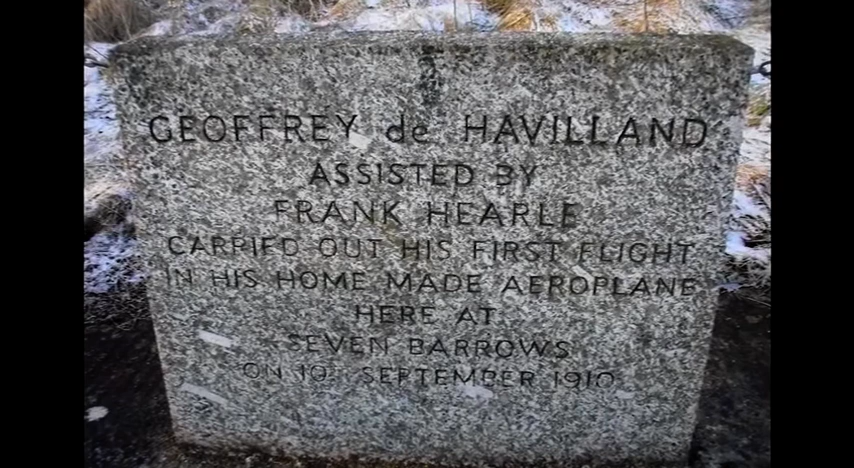 GEOFFREY de HAVILLAND
ASSISTED BY
FRANK HEARLE
CARRIED OUT HIS FIRST FLIGHT
IN HIS HOME MADE AEROPLANE
HERE AT
SEVEN BARROWS
ON 10 SEPTEMBER 1910